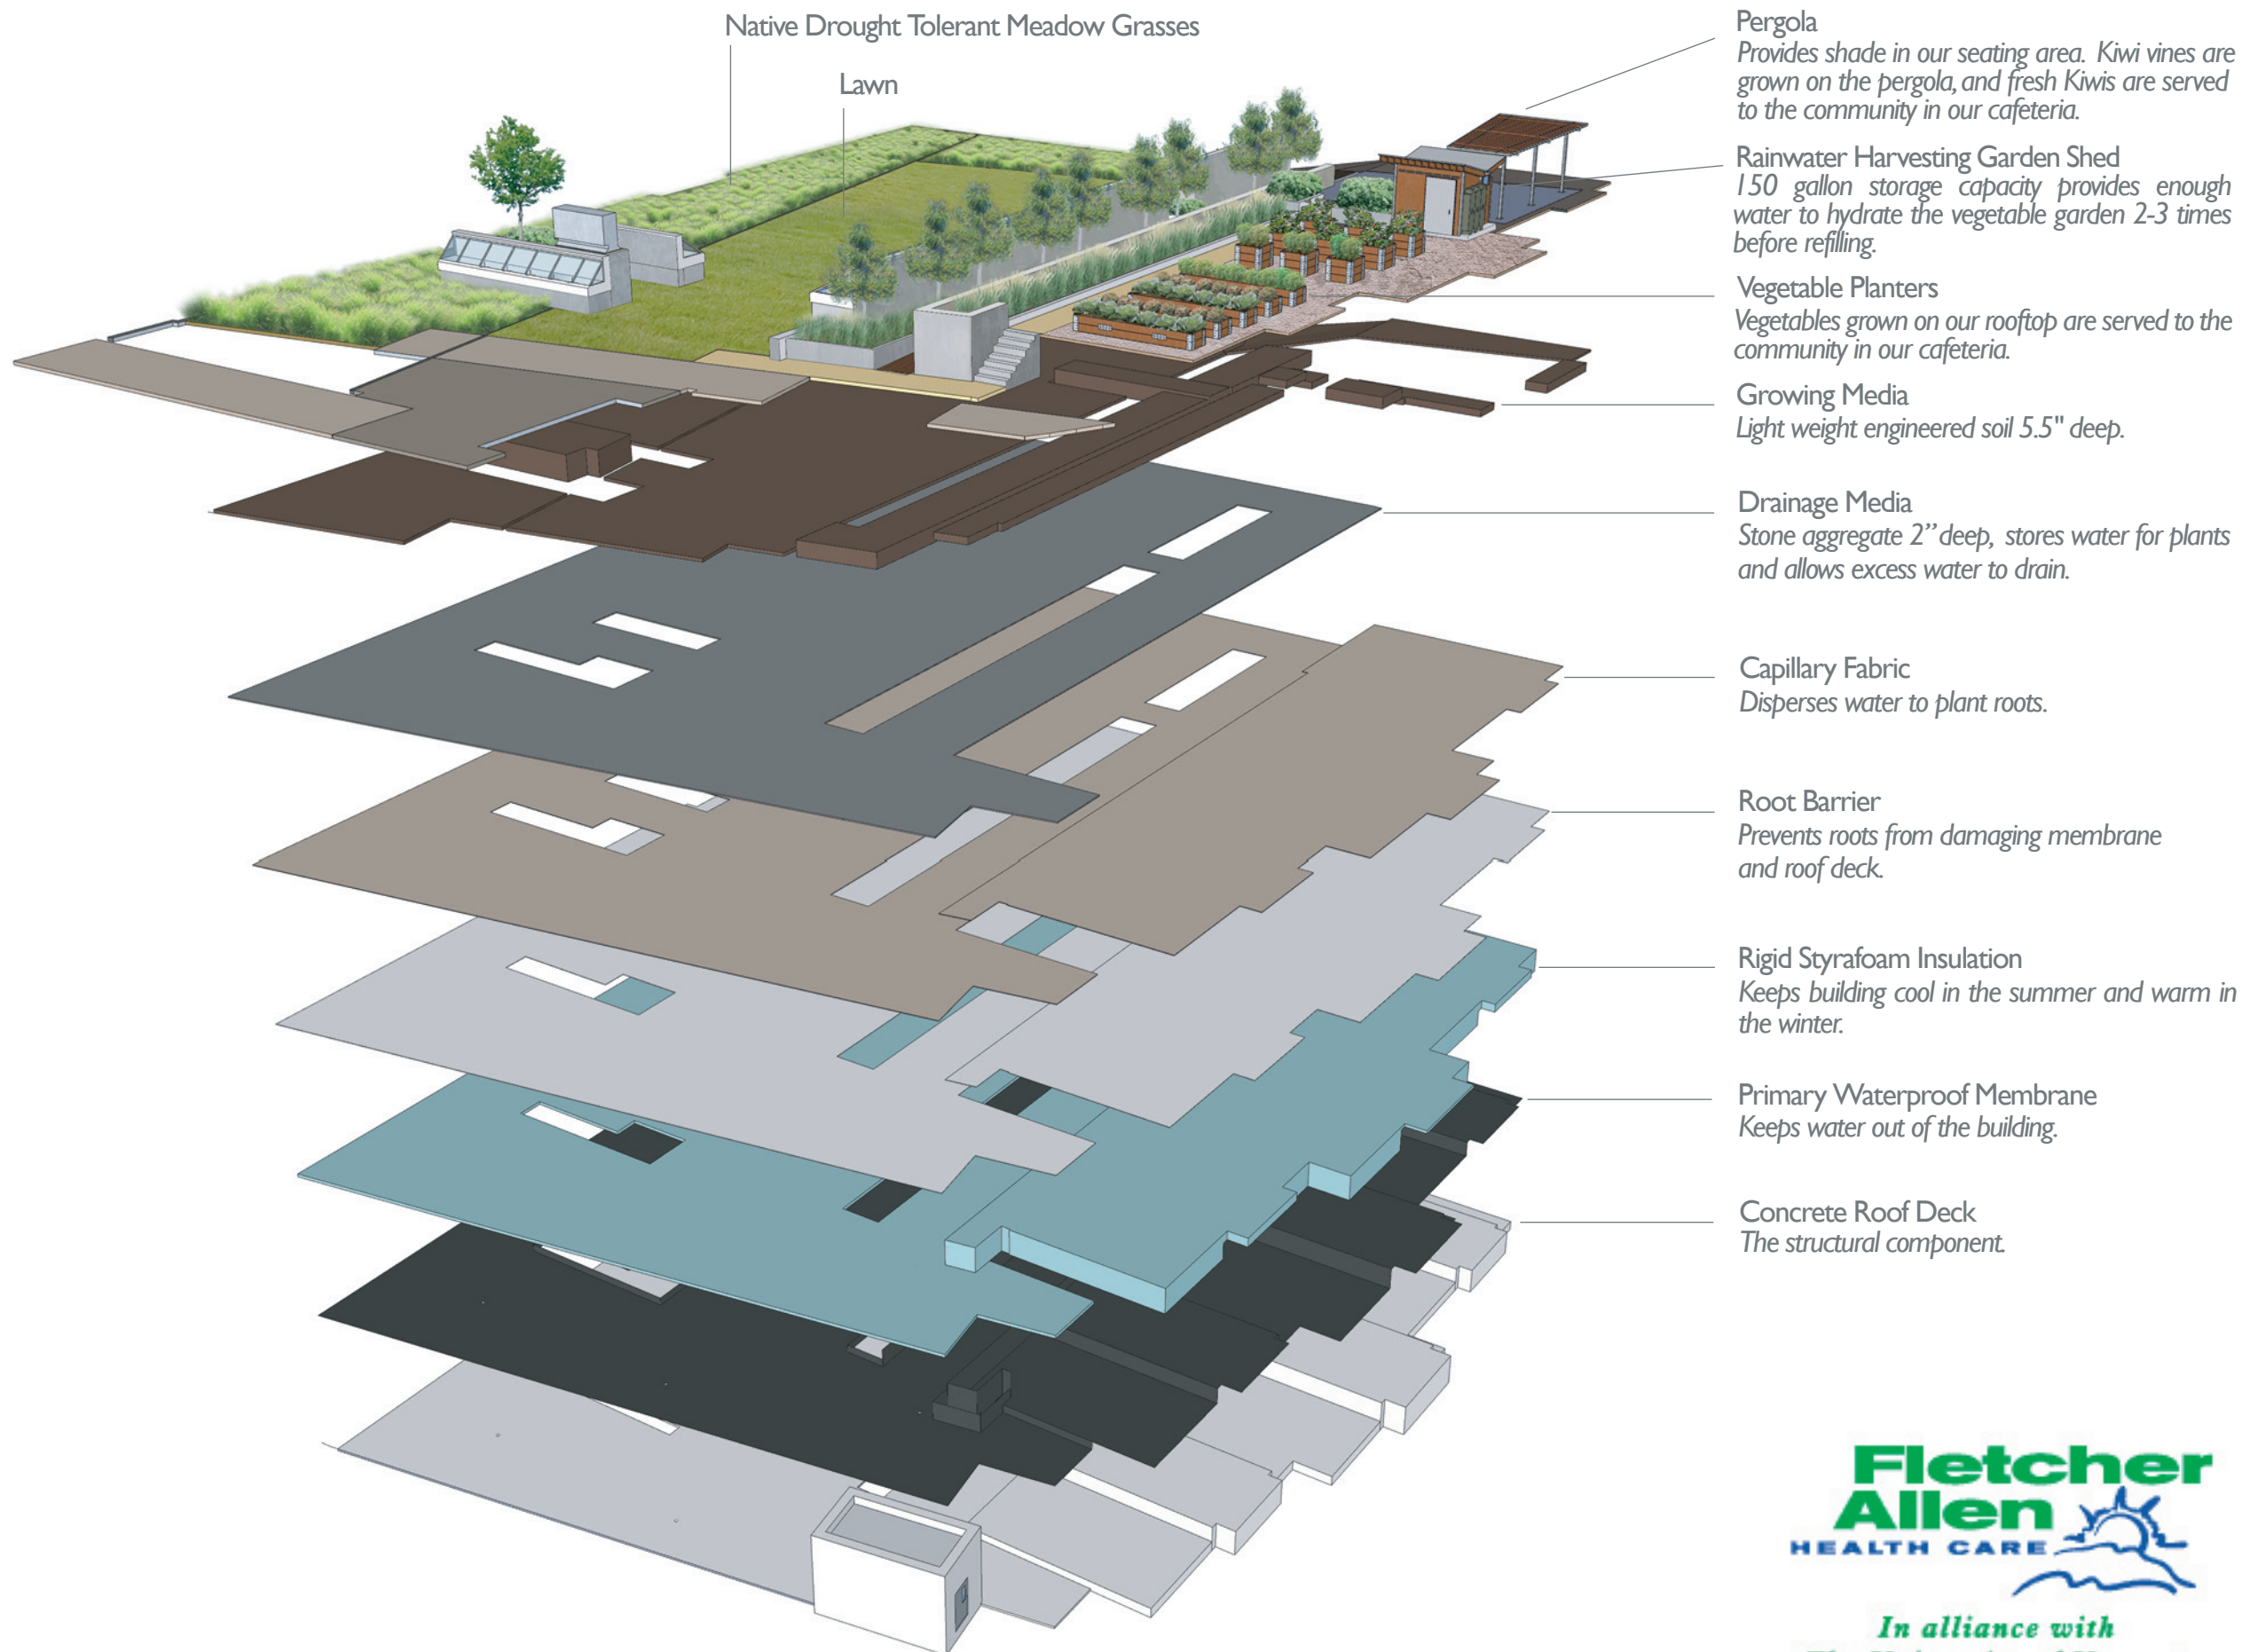 Native Drought Tolerant Meadow Grasses
Lawn
Pergola
Provides shade in our seating area. Kiwi vines are
grown on the pergola, and fresh Kiwis are served
to the community in our cafeteria.
Rainwater Harvesting Garden Shed
150 gallon storage capacity provides enough
water to hydrate the vegetable garden 2-3 times
before refilling.
Vegetable Planters
Vegetables grown on our rooftop are served to the
community in our cafeteria.
Growing Media
Light weight engineered soil 5.5" deep.
Drainage Media
Stone aggregate 2” deep, stores water for plants
and allows excess water to drain.
Capillary Fabric
Disperses water to plant roots.
Root Barrier
Prevents roots from damaging membrane
and roof deck.
Rigid Styrafoam Insulation
Keeps building cool in the summer and warm in
the winter.
Primary Waterproof Membrane
Keeps water out of the building.
Concrete Roof Deck
The structural component.
Fletcher
Allen
HEALTH CARE
In alliance with